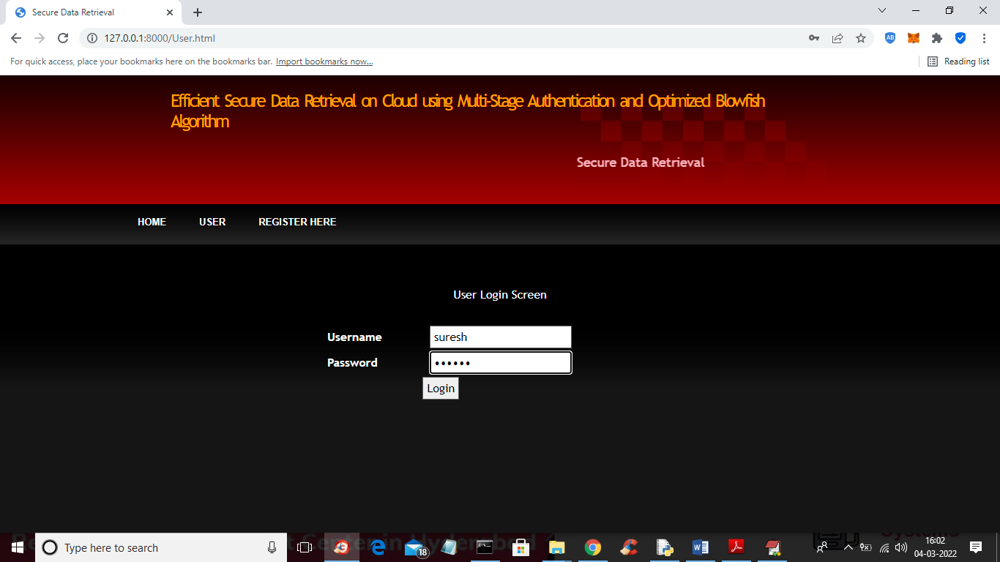 Secure Data Retrieval
127.0.0.1:8000/User.html
AB
For quick access, place your bookmarks here on the bookmarks bar. Import bookmarks now...
Reading list
Efficient Secure Data Retrieval on Cloud using Multi-Stage Authentication and Optimized Blowfish
Algorithm
Secure Data Retrieval
HOME USER REGISTER HERE
User Login Screen
Username suresh
Password ••••••
Login
Type here to search
18
16:02
04-03-2022